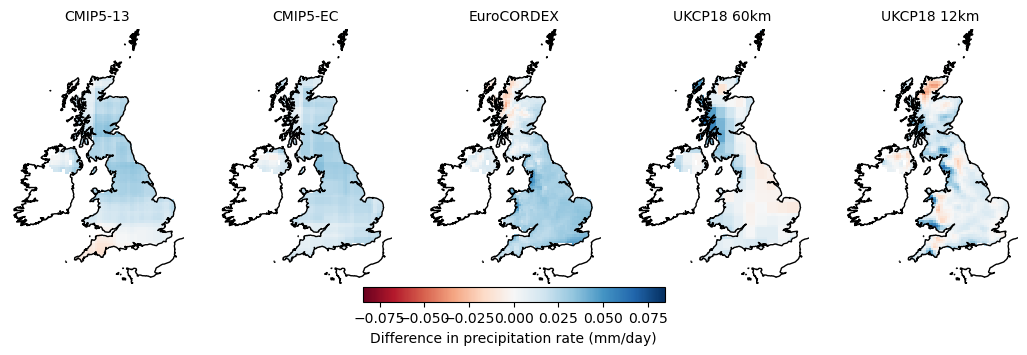 CMIP5-13 CMIP5-EC EuroCORDEX UKCP18 60km UKCP18 12km
−0.075 −0.050 −0.025 0.000 0.025 0.050 0.075
Difference in precipitation rate (mm/day)